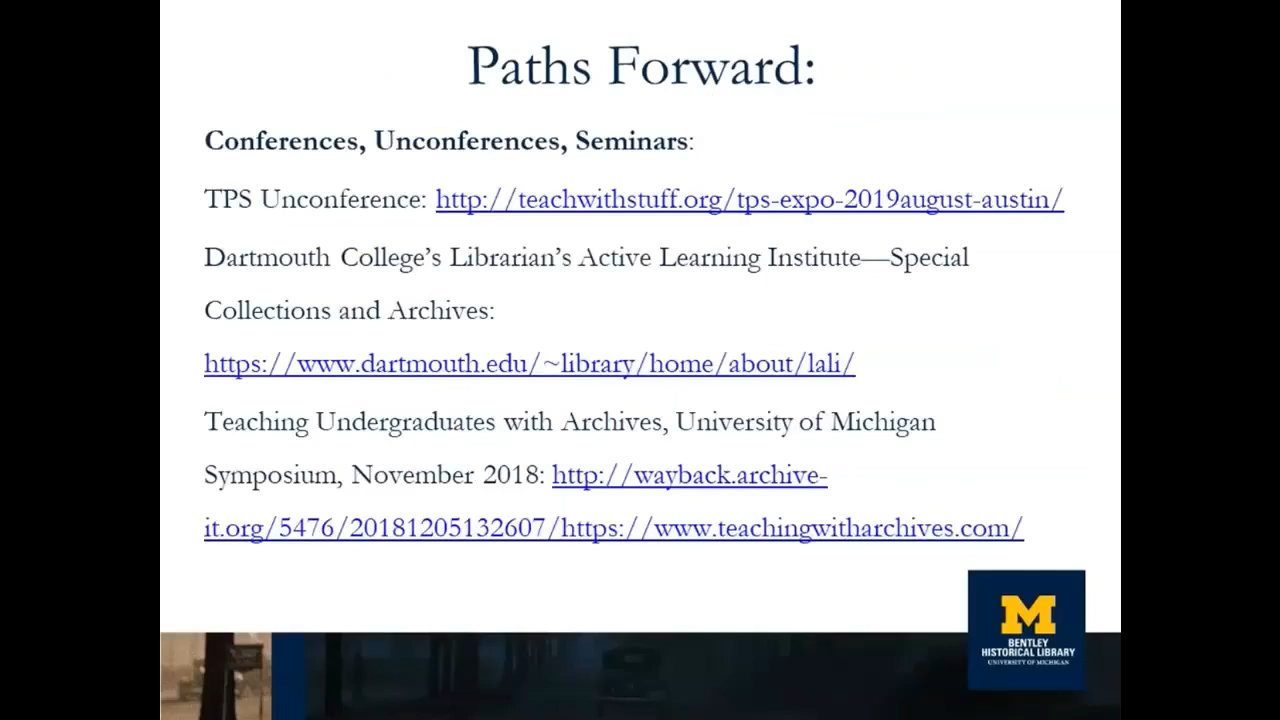 Paths Forward:
Conferences, Unconferences, Seminars:
TPS Unconference: http://teachwithstuff.org/tps-expo-2019august-austin/
Dartmouth College’s Librarian’s Active Learning Institute—Special
Collections and Archives:
https://www.dartmouth.edu/~library/home/about/lali/
Teaching Undergraduates with Archives, University of Michigan
Symposium, November 2018: http://wayback.archive-
it.org/5476/20181205132607/https://www.teachingwitharchives.com/
M
BENTLEY
HISTORICAL LIBRARY
UNIVERSITY OF MICHIGAN